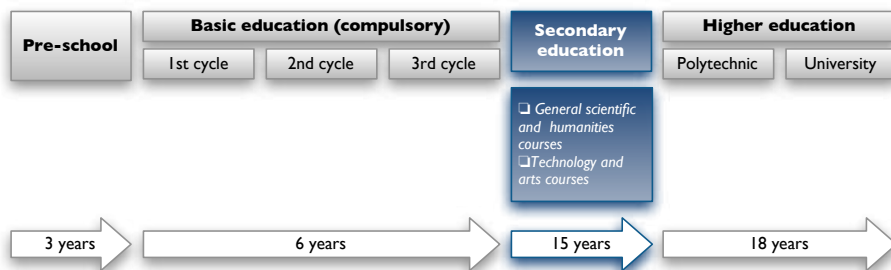 Pre-school
Basic education (compulsory)
1st cycle
2nd cycle
3rd cycle
Secondary
education
Higher education
Polytechnic
University
❑ General scientific
and humanities
courses
❑Technology and
arts courses
3 years
6 years
15 years
18 years